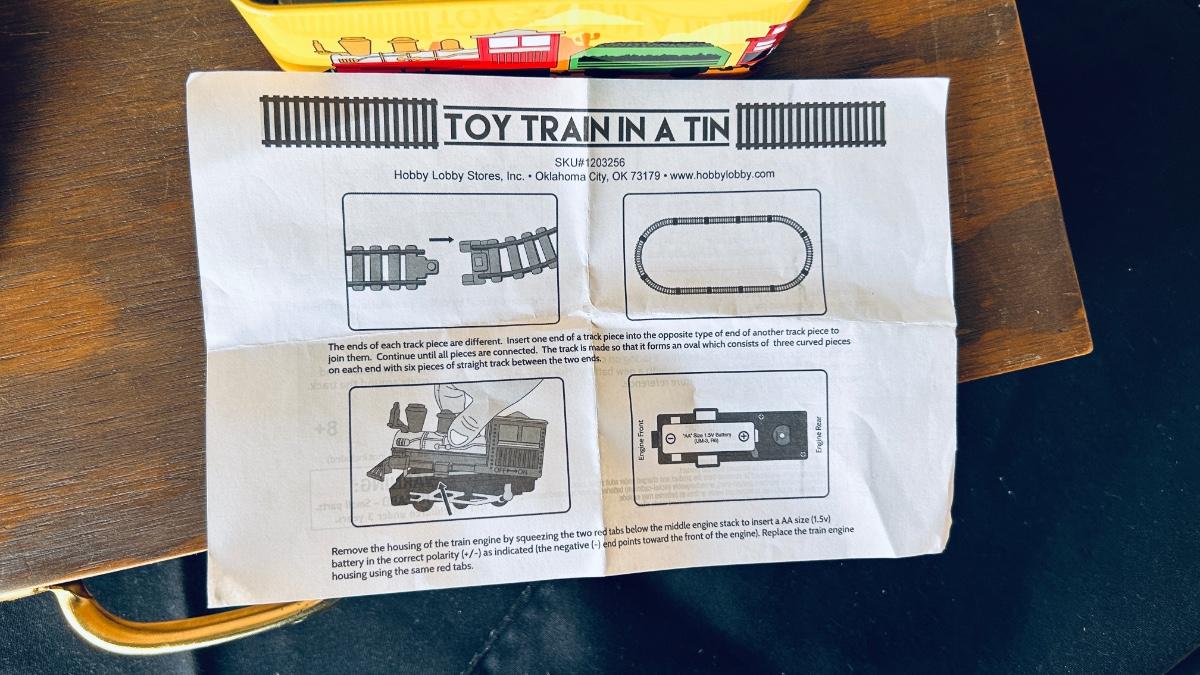 TOY TRAIN IN A TIN
SKU#1203256
Hobby Lobby Stores, Inc. • Oklahoma City, OK 73179 • www.hobbylobby.com
The ends of each track piece are different. Insert one end of a track piece into the opposite type of end of another track piece to
join them. Continue until all pieces are connected. The track is made so that it forms an oval which consists of three curved pieces
on each end with six pieces of straight track between the two ends.
OFF ON
Engine Front
"AA" Size 1.5V Battery
(UM-3, R6)
Engine Rear
Remove the housing of the train engine by squeezing the two red tabs below the middle engine stack to insert a AA size (1.5v)
battery in the correct polarity (+/-) as indicated (the negative (-) end points toward the front of the engine). Replace the train engine
housing using the same red tabs.